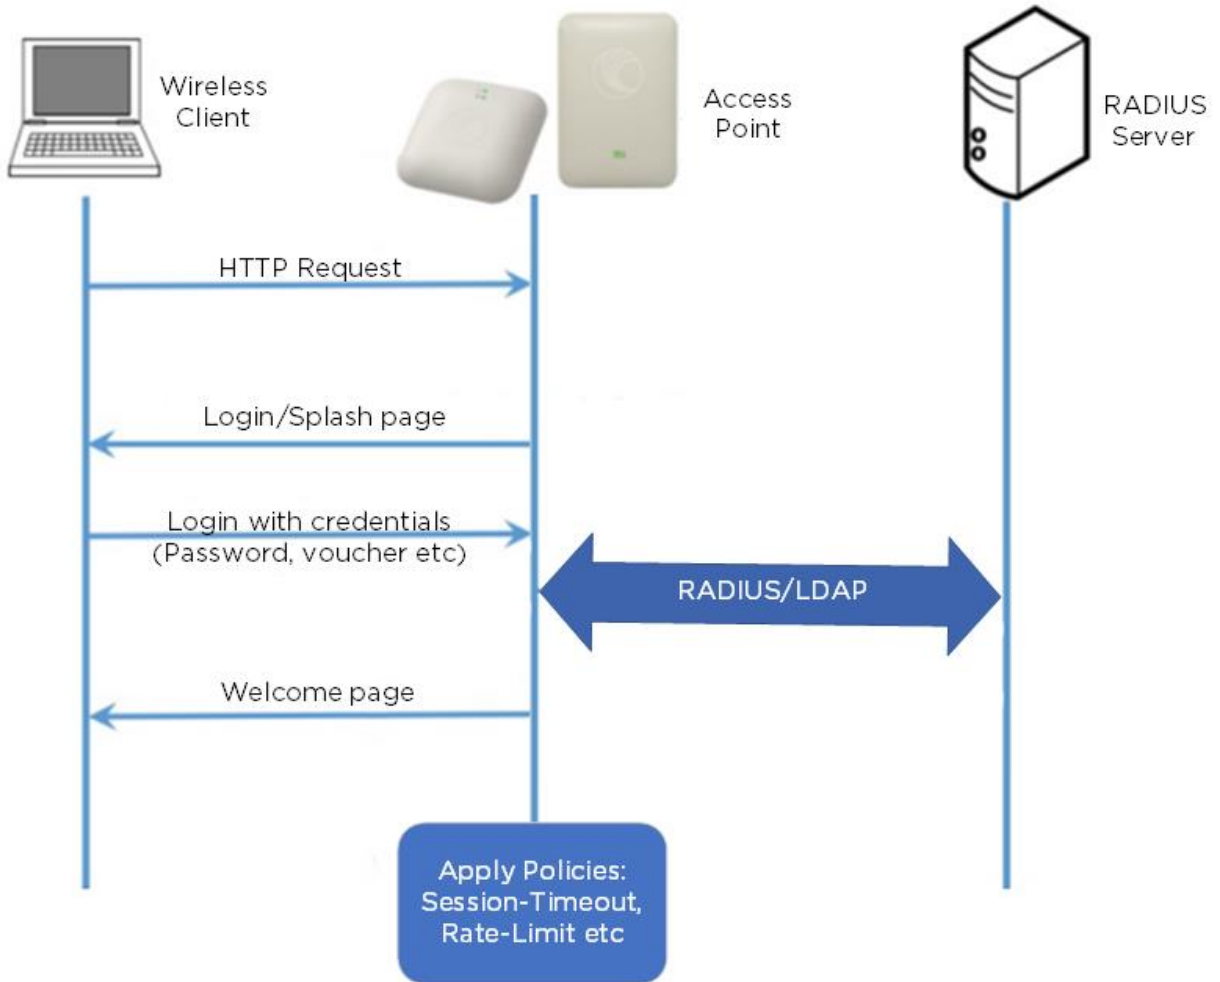 Wireless
Client
Access
Point
RADIUS
Server
HTTP Request
Login/Splash page
Login with credentials
(Password, voucher etc)
RADIUS/LDAP
Welcome page
Apply Policies:
Session-Timeout,
Rate-Limit etc